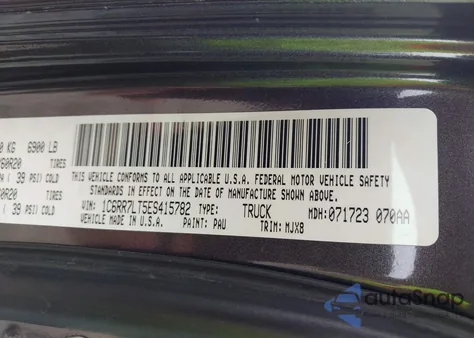 KG 6900 LB
60R20 TIRES
( 39 PSI) COLD
60R20 TIRES
( 39 PSI) COLD
THIS VEHICLE CONFORMS TO ALL APPLICABLE U.S.A. FEDERAL MOTOR VEHICLE SAFETY
STANDARDS IN EFFECT ON THE DATE OF MANUFACTURE SHOWN ABOVE.
VIN: 1C6RR7LT5ES415782 TYPE: TRUCK MDH: 071723 070AA
VEHICLE MADE IN U.S.A. PAINT: PAU TRIM: MJX8
autoSnap